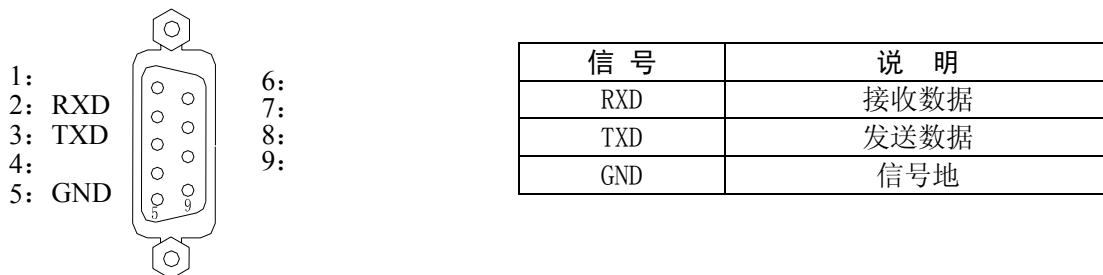 1：
2：RXD
3：TXD
4：
5：GND
5 9
6：
7：
8：
9：
信 号 说 明
RXD 接收数据
TXD 发送数据
GND 信号地